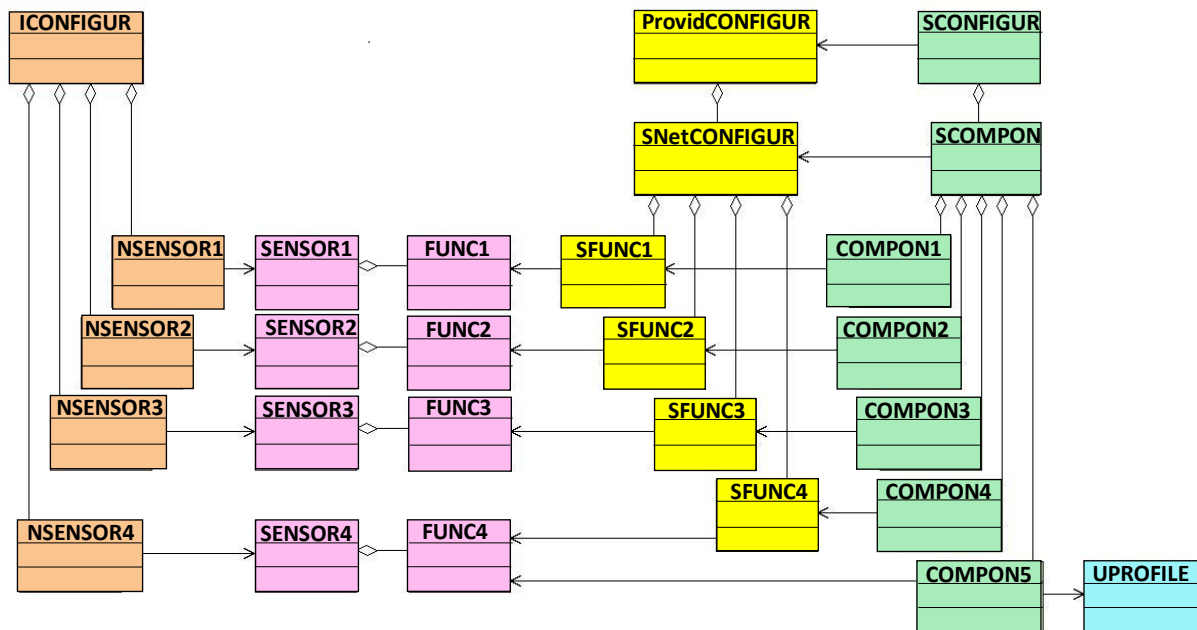 ICONFIGUR
ProvidCONFIGUR
SCONFIGUR
SNetCONFIGUR
SCOMPON
NSENSOR1
SENSOR1
FUNC1
SFUNC1
COMPON1
NSENSOR2
SENSOR2
FUNC2
SFUNC2
COMPON2
NSENSOR3
SENSOR3
FUNC3
SFUNC3
COMPON3
SFUNC4
COMPON4
NSENSOR4
SENSOR4
FUNC4
COMPON5
UPROFILE